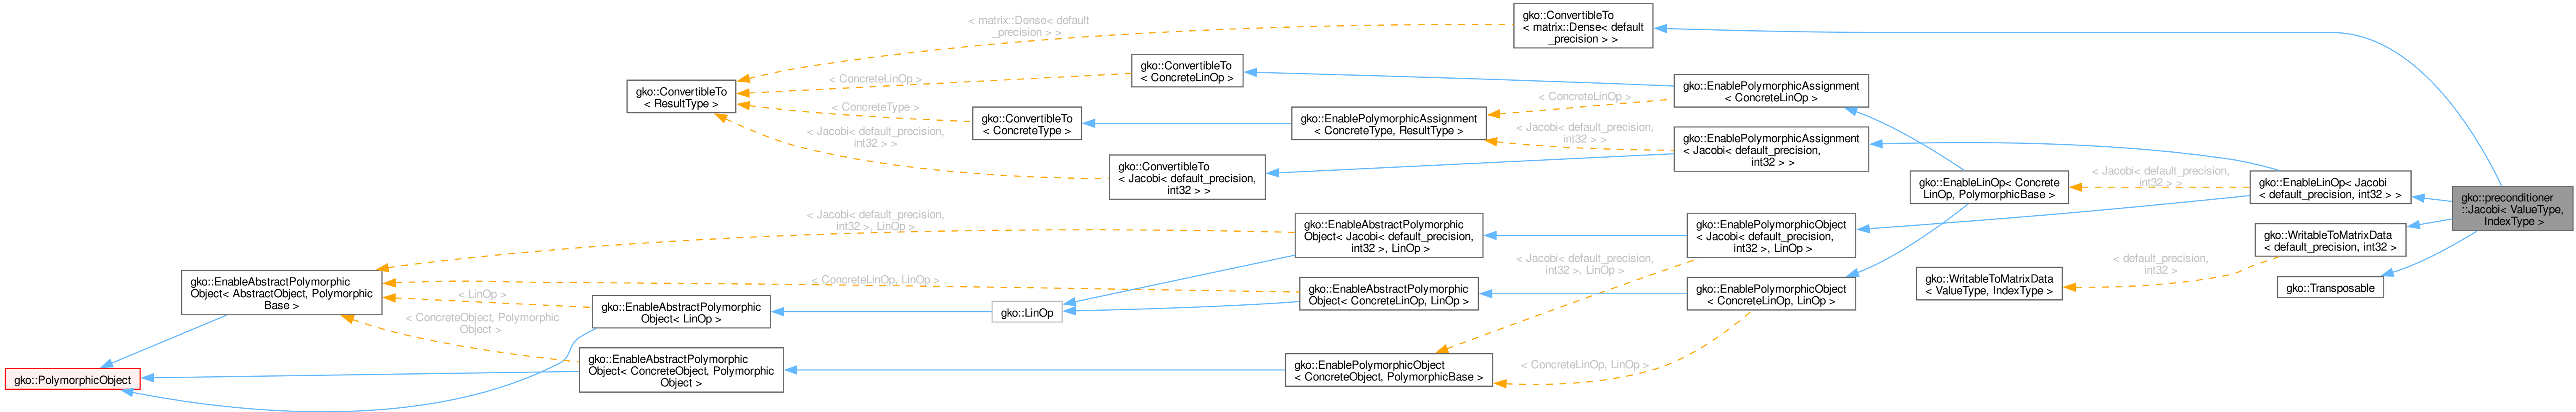 gko::PolymorphicObject
gko::EnableAbstractPolymorphic
Object< AbstractObject, Polymorphic
Base >
< Jacobi< default_precision,
int32 >, LinOp >
< ConcreteLinOp, LinOp >
< LinOp >
< ConcreteObject, Polymorphic
Object >
gko::EnableAbstractPolymorphic
Object< LinOp >
gko::EnableAbstractPolymorphic
Object< ConcreteObject, Polymorphic
Object >
gko::ConvertibleTo
< ResultType >
< matrix::Dense< default
_precision > >
< ConcreteLinOp >
< ConcreteType >
< Jacobi< default_precision,
int32 > >
gko::ConvertibleTo
< ConcreteType >
gko::LinOp
gko::ConvertibleTo
< ConcreteLinOp >
gko::ConvertibleTo
< Jacobi< default_precision,
int32 > >
gko::EnablePolymorphicAssignment
< ConcreteType, ResultType >
gko::EnableAbstractPolymorphic
Object< Jacobi< default_precision,
int32 >, LinOp >
gko::EnableAbstractPolymorphic
Object< ConcreteLinOp, LinOp >
gko::EnablePolymorphicObject
< ConcreteObject, PolymorphicBase >
gko::ConvertibleTo
< matrix::Dense< default
_precision > >
< ConcreteLinOp >
< Jacobi< default_precision,
int32 > >
< Jacobi< default_precision,
int32 >, LinOp >
< ConcreteLinOp, LinOp >
gko::EnablePolymorphicAssignment
< ConcreteLinOp >
gko::EnablePolymorphicAssignment
< Jacobi< default_precision,
int32 > >
gko::EnablePolymorphicObject
< Jacobi< default_precision,
int32 >, LinOp >
gko::EnablePolymorphicObject
< ConcreteLinOp, LinOp >
gko::EnableLinOp< Concrete
LinOp, PolymorphicBase >
gko::WritableToMatrixData
< ValueType, IndexType >
< Jacobi< default_precision,
int32 > >
< default_precision,
int32 >
gko::EnableLinOp< Jacobi
< default_precision, int32 > >
gko::WritableToMatrixData
< default_precision, int32 >
gko::Transposable
gko::preconditioner
::Jacobi< ValueType,
IndexType >